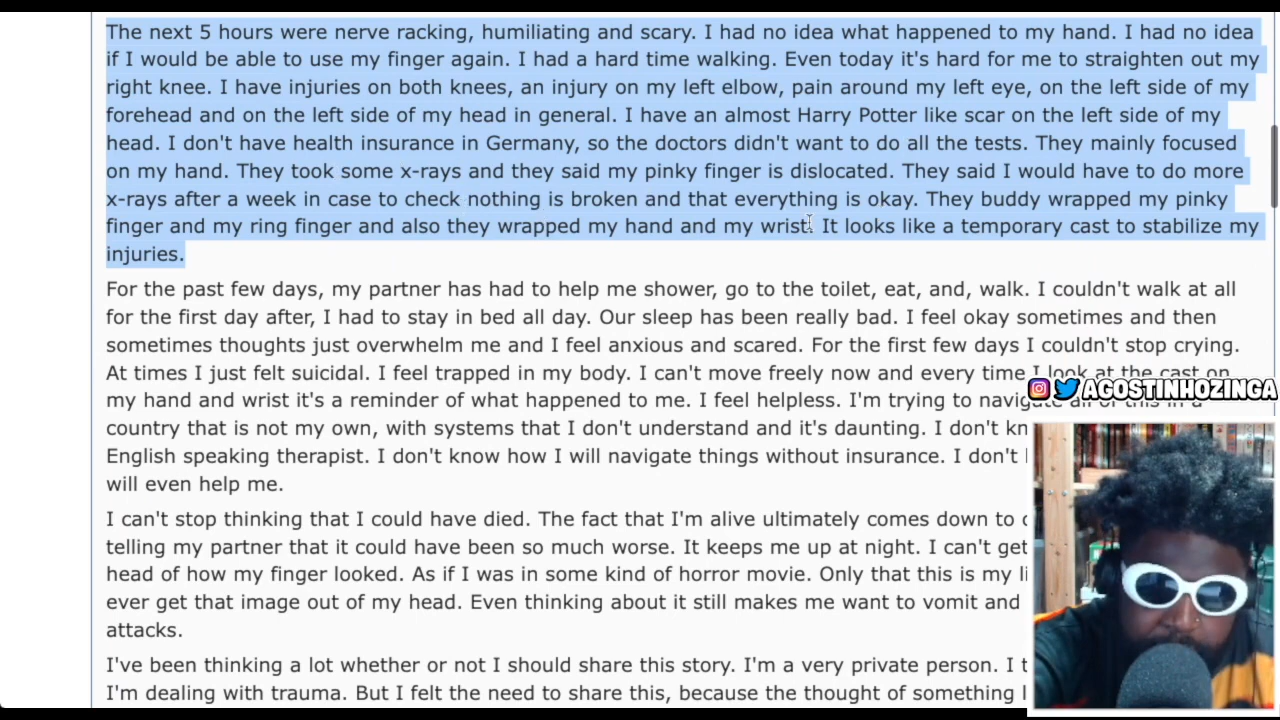 The next 5 hours were nerve racking, humiliating and scary. I had no idea what happened to my hand. I had no idea
if I would be able to use my finger again. I had a hard time walking. Even today it's hard for me to straighten out my
right knee. I have injuries on both knees, an injury on my left elbow, pain around my left eye, on the left side of my
forehead and on the left side of my head in general. I have an almost Harry Potter like scar on the left side of my
head. I don't have health insurance in Germany, so the doctors didn't want to do all the tests. They mainly focused
on my hand. They took some x-rays and they said my pinky finger is dislocated. They said I would have to do more
x-rays after a week in case to check nothing is broken and that everything is okay. They buddy wrapped my pinky
finger and my ring finger and also they wrapped my hand and my wrist. It looks like a temporary cast to stabilize my
injuries.
For the past few days, my partner has had to help me shower, go to the toilet, eat, and, walk. I couldn't walk at all
for the first day after, I had to stay in bed all day. Our sleep has been really bad. I feel okay sometimes and then
sometimes thoughts just overwhelm me and I feel anxious and scared. For the first few days I couldn't stop crying.
At times I just felt suicidal. I feel trapped in my body. I can't move freely now and every time I look at the cast on
AGOSTINHOZINGA
my hand and wrist it's a reminder of what happened to me. I feel helpless. I'm trying to navigate all of this in a
country that is not my own, with systems that I don't understand and it's daunting. I don't
English speaking therapist. I don't know how I will navigate things without insurance. I don't
will even help me.
I can't stop thinking that I could have died. The fact that I'm alive ultimately comes down to
telling my partner that it could have been so much worse. It keeps me up at night. I can't get
head of how my finger looked. As if I was in some kind of horror movie. Only that this is my
ever get that image out of my head. Even thinking about it still makes me want to vomit and
attacks.
I've been thinking a lot whether or not I should share this story. I'm a very private person. I
I'm dealing with trauma. But I felt the need to share this, because the thought of something